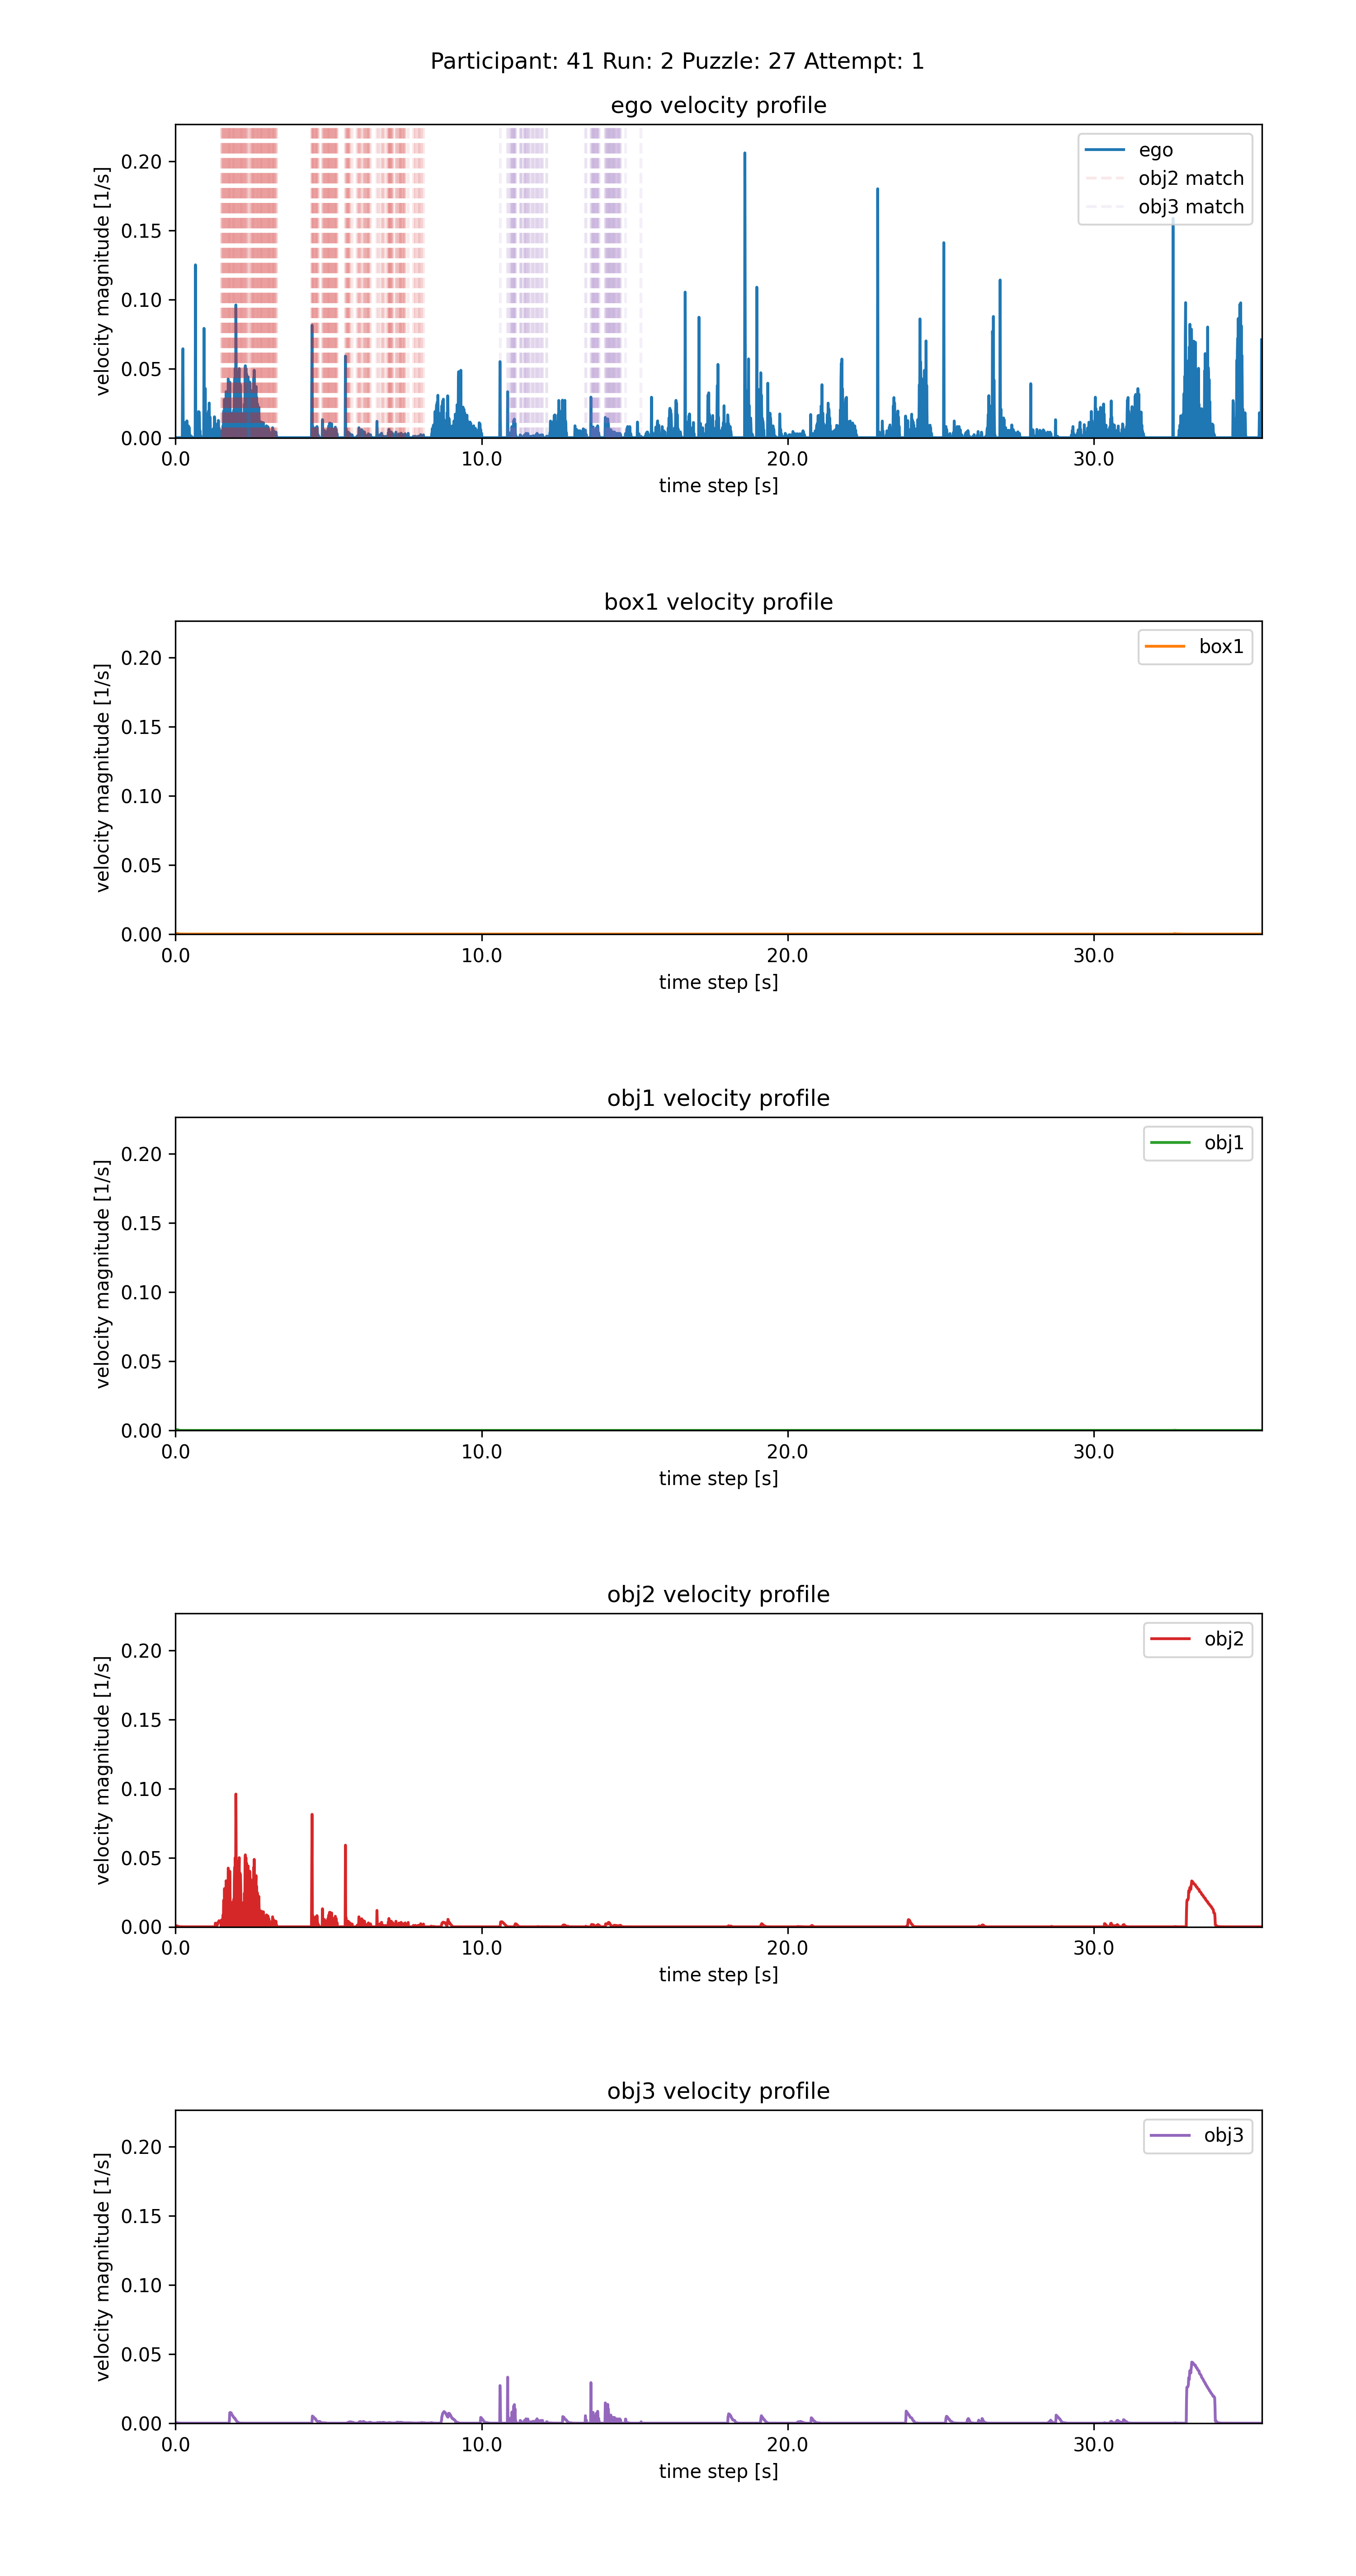 Participant: 41 Run: 2 Puzzle: 27 Attempt: 1
ego velocity profile
velocity magnitude [1/s]
0.20
0.15
0.10
0.05
0.00
ego
obj2 match
obj3 match
0.0 10.0 20.0 30.0
time step [s]
box1 velocity profile
velocity magnitude [1/s]
0.20
0.15
0.10
0.05
0.00
box1
0.0 10.0 20.0 30.0
time step [s]
obj1 velocity profile
velocity magnitude [1/s]
0.20
0.15
0.10
0.05
0.00
obj1
0.0 10.0 20.0 30.0
time step [s]
obj2 velocity profile
velocity magnitude [1/s]
0.20
0.15
0.10
0.05
0.00
obj2
0.0 10.0 20.0 30.0
time step [s]
obj3 velocity profile
velocity magnitude [1/s]
0.20
0.15
0.10
0.05
0.00
obj3
0.0 10.0 20.0 30.0
time step [s]